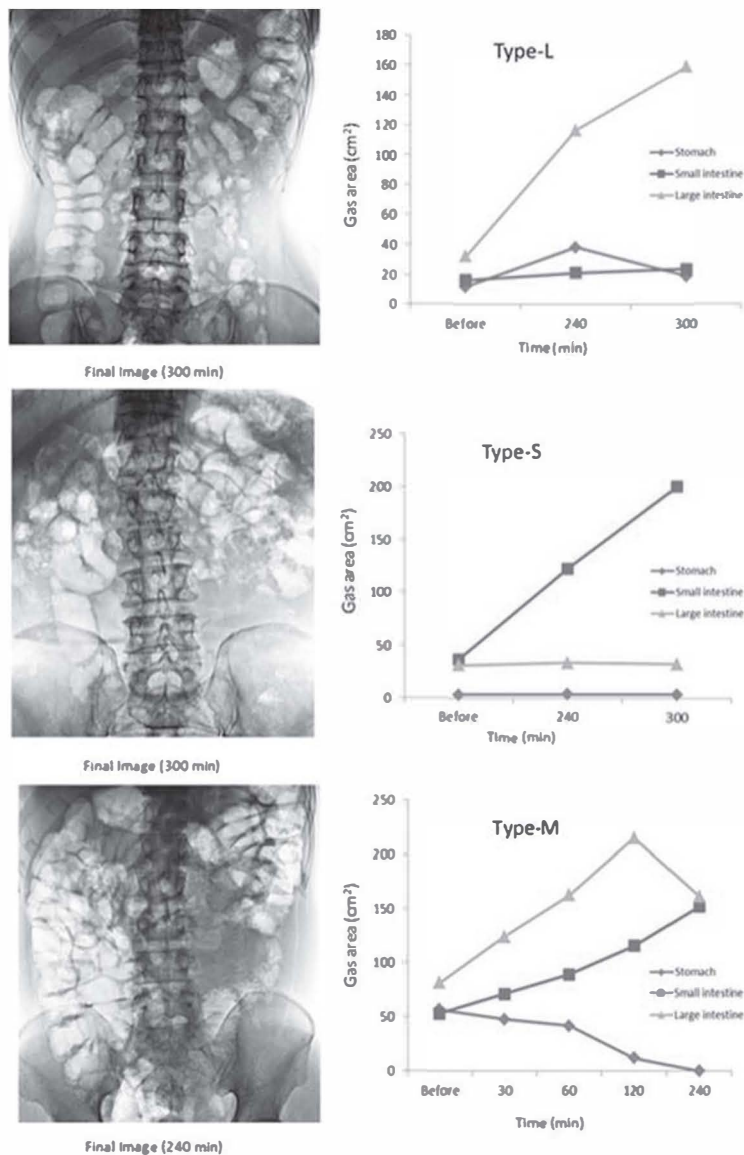 Type-L
Gas area (cm²)
180
160
140
120
100
80
60
40
20
0
Stomach
Small intestine
Large intestine
Before 240 300
Time (min)
Final Image (300 min)
Type-S
Gas area (cm²)
250
200
150
100
50
0
Stomach
Small intestine
Large intestine
Before 240 300
Time (min)
Final Image (300 min)
Type-M
Gas area (cm²)
250
200
150
100
50
0
Stomach
Small intestine
Large intestine
Before 30 60 120 240
Time (min)
Final Image (240 min)